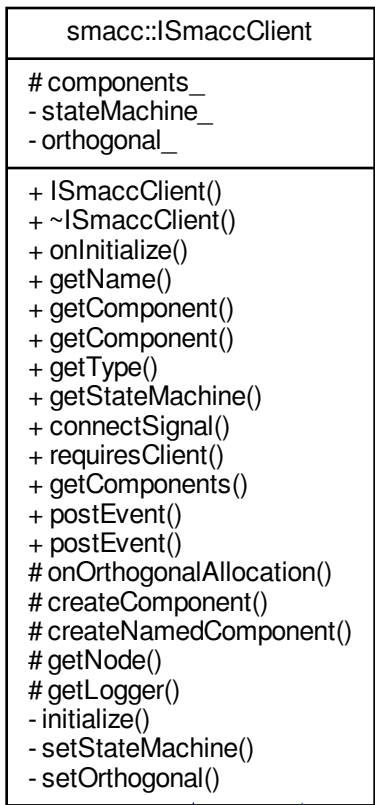 smacc::ISmaccClient
# components_
- stateMachine_
- orthogonal_
+ ISmaccClient()
+ ~ISmaccClient()
+ onInitialize()
+ getName()
+ getComponent()
+ getComponent()
+ getType()
+ getStateMachine()
+ connectSignal()
+ requiresClient()
+ getComponents()
+ postEvent()
+ postEvent()
# onOrthogonalAllocation()
# createComponent()
# createNamedComponent()
# getNode()
# getLogger()
- initialize()
- setStateMachine()
- setOrthogonal()